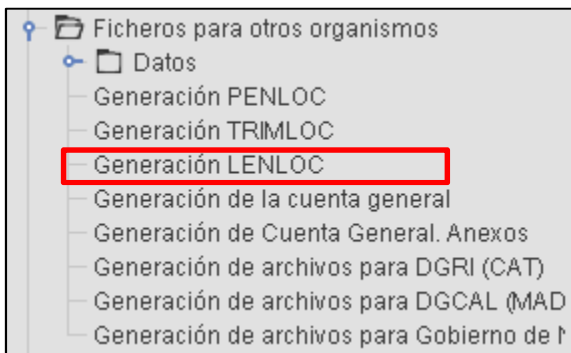 Ficheros para otros organismos
Datos
Generación PENLOC
Generación TRIMLOC
Generación LENLOC
Generación de la cuenta general
Generación de Cuenta General. Anexos
Generación de archivos para DGRI (CAT)
Generación de archivos para DGCAL (MAD
Generación de archivos para Gobierno de